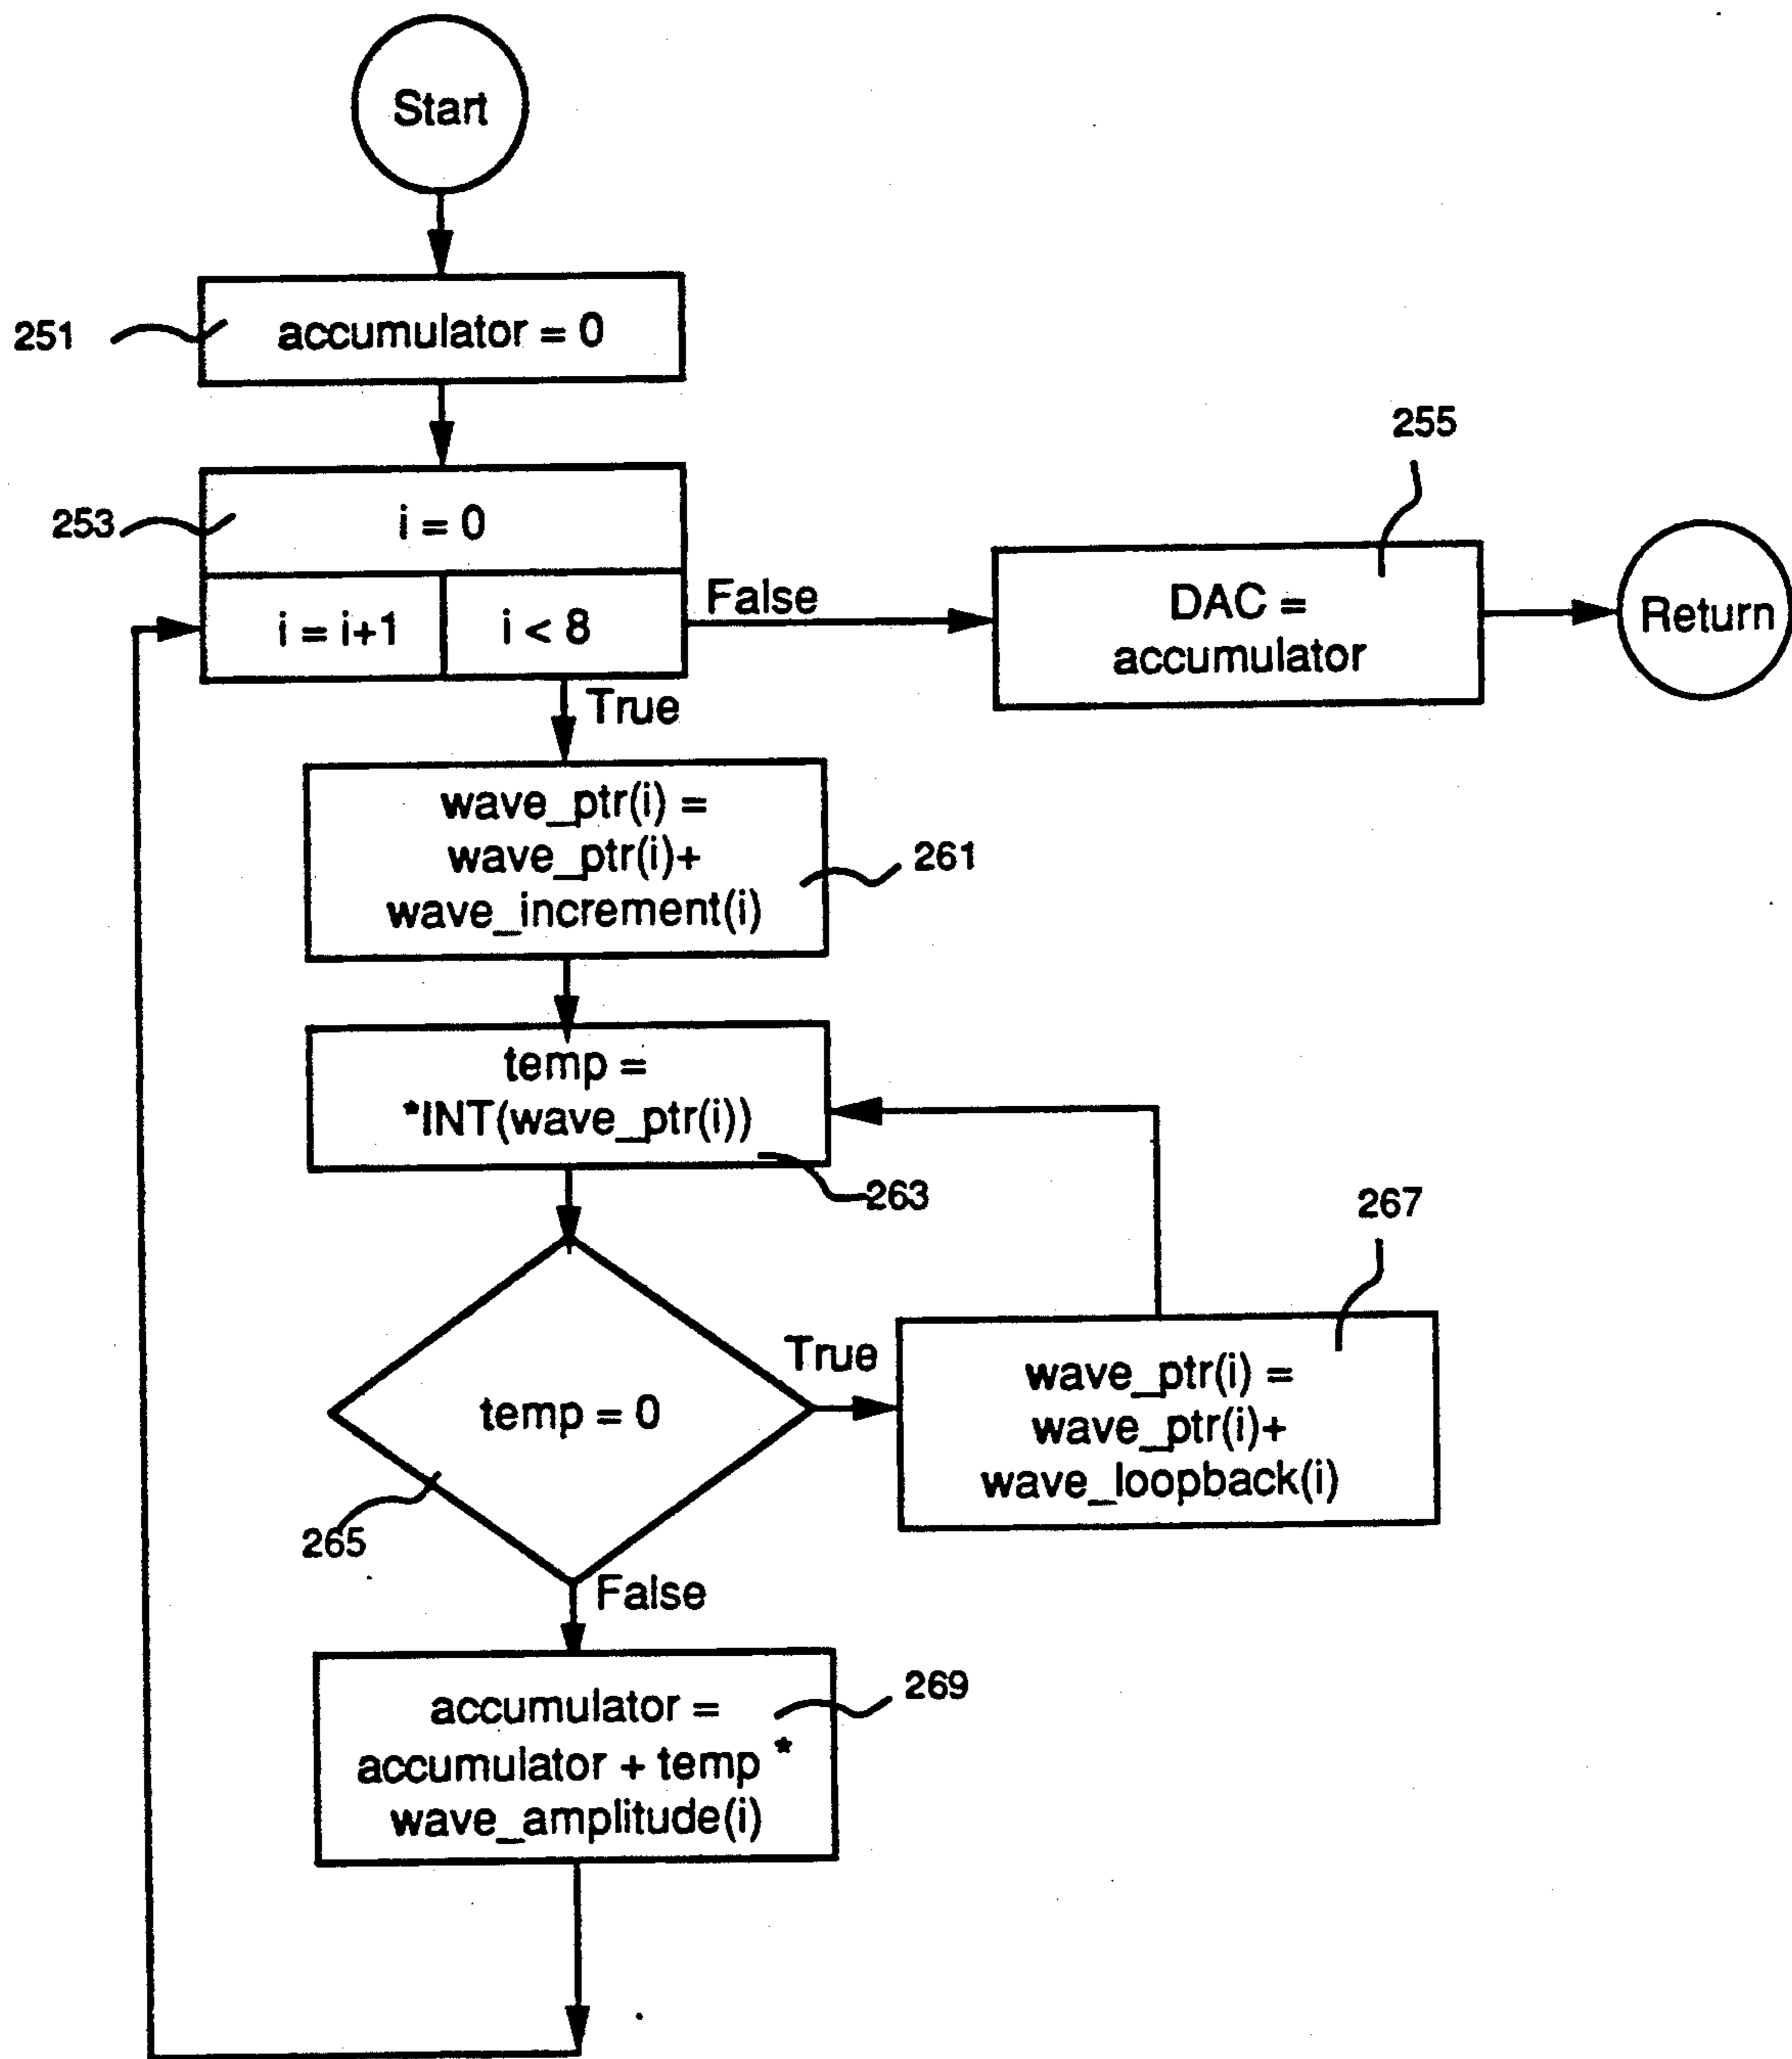 Start
251
accumulator = 0
253
i = 0
i = i+1
i < 8
False
255
DAC =
accumulator
Return
True
wave_ptr(i) =
wave_ptr(i)+
wave_increment(i)
261
temp =
*INT(wave_ptr(i))
263
temp = 0
265
True
267
wave_ptr(i) =
wave_ptr(i)+
wave_loopback(i)
False
accumulator =
accumulator + temp *
wave_amplitude(i)
269